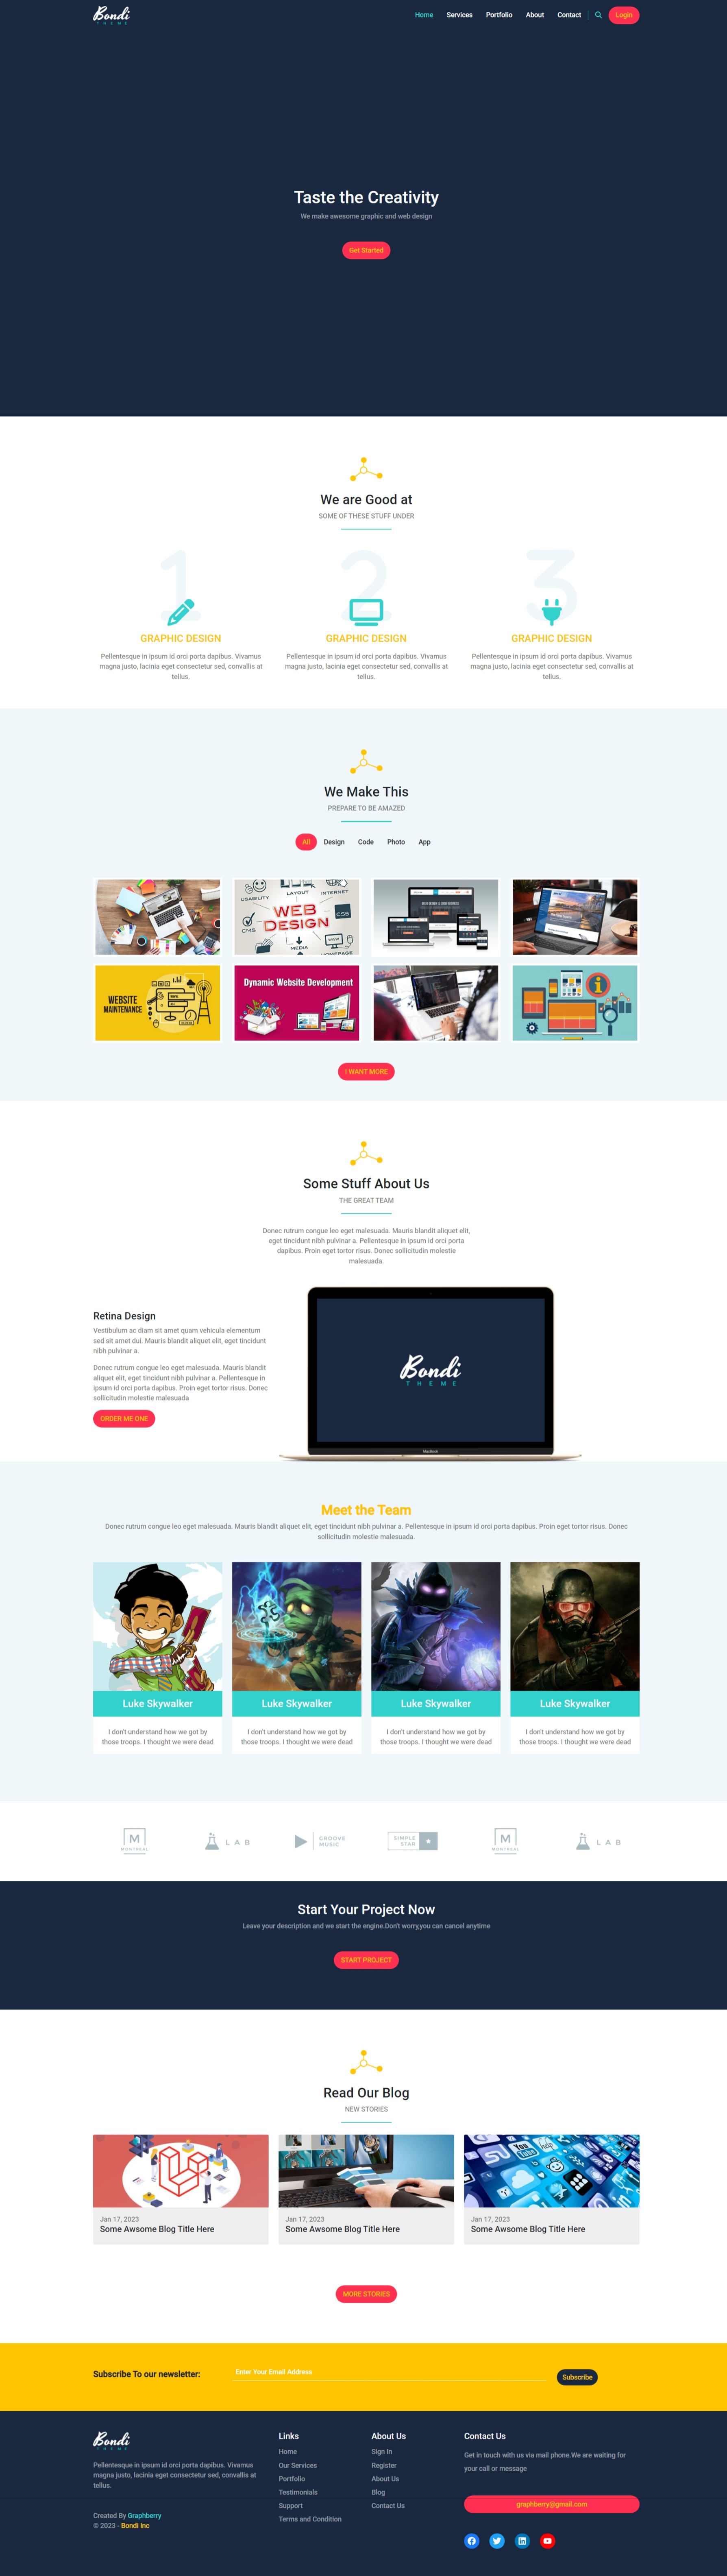 Bondi
THEME
Home Services Portfolio About Contact Login
Taste the Creativity
We make awesome graphic and web design
Get Started
We are Good at
SOME OF THESE STUFF UNDER
1 2 3
GRAPHIC DESIGN GRAPHIC DESIGN GRAPHIC DESIGN
Pellentesque in ipsum id orci porta dapibus. Vivamus
magna justo, lacinia eget consectetur sed, convallis at
tellus.
Pellentesque in ipsum id orci porta dapibus. Vivamus
magna justo, lacinia eget consectetur sed, convallis at
tellus.
Pellentesque in ipsum id orci porta dapibus. Vivamus
magna justo, lacinia eget consectetur sed, convallis at
tellus.
We Make This
PREPARE TO BE AMAZED
All Design Code Photo App
USABILITY
LAYOUT
INTERNET
CMS
WEB
DESIGN
CSS
MEDIA
HOMEPAGE
WEBSITE
MAINTENANCE
Dynamic Website Development
I WANT MORE
Some Stuff About Us
THE GREAT TEAM
Donec rutrum congue leo eget malesuada. Mauris blandit aliquet elit,
eget tincidunt nibh pulvinar a. Pellentesque in ipsum id orci porta
dapibus. Proin eget tortor risus. Donec sollicitudin molestie
malesuada.
Retina Design
Vestibulum ac diam sit amet quam vehicula elementum
sed sit amet dui. Mauris blandit aliquet elit, eget tincidunt
nibh pulvinar a.
Donec rutrum congue leo eget malesuada. Mauris blandit
aliquet elit, eget tincidunt nibh pulvinar a. Pellentesque in
ipsum id orci porta dapibus. Proin eget tortor risus. Donec
sollicitudin molestie malesuada
ORDER ME ONE
Bondi
THEME
MacBook
Meet the Team
Donec rutrum congue leo eget malesuada. Mauris blandit aliquet elit, eget tincidunt nibh pulvinar a. Pellentesque in ipsum id orci porta dapibus. Proin eget tortor risus. Donec
sollicitudin molestie malesuada.
Luke Skywalker Luke Skywalker Luke Skywalker Luke Skywalker
I don't understand how we got by
those troops. I thought we were dead
I don't understand how we got by
those troops. I thought we were dead
I don't understand how we got by
those troops. I thought we were dead
I don't understand how we got by
those troops. I thought we were dead
M
MONTREAL
LAB
GROOVE
MUSIC
SIMPLE
STAR
M
MONTREAL
LAB
Start Your Project Now
Leave your description and we start the engine.Don't worry,you can cancel anytime
START PROJECT
Read Our Blog
NEW STORIES
You
Tube
Jan 17, 2023
Some Awsome Blog Title Here
Jan 17, 2023
Some Awsome Blog Title Here
Jan 17, 2023
Some Awsome Blog Title Here
MORE STORIES
Subscribe To our newsletter:
Enter Your Email Address
Subscribe
Bondi
THEME
Pellentesque in ipsum id orci porta dapibus. Vivamus
magna justo, lacinia eget consectetur sed, convallis at
tellus.
Created By Graphberry
© 2023 - Bondi Inc
Links
Home
Our Services
Portfolio
Testimonials
Support
Terms and Condition
About Us
Sign In
Register
About Us
Blog
Contact Us
Contact Us
Get in touch with us via mail phone.We are waiting for
your call or message
graphberry@gmail.com